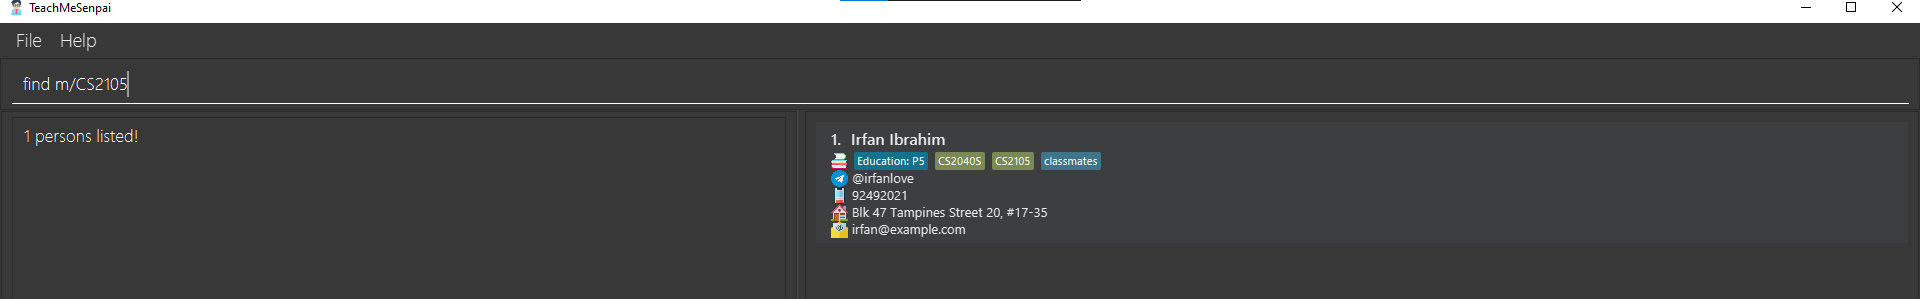 TeachMeSenpai
File Help
find m/CS2105
1 persons listed!
1. Irfan Ibrahim
Education: P5 CS2040S CS2105 classmates
@irfanlove
92492021
Blk 47 Tampines Street 20, #17-35
irfan@example.com